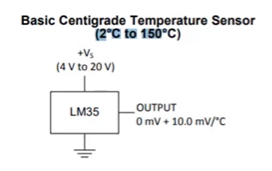 Basic Centigrade Temperature Sensor
(2°C to 150°C)
+Vs
(4 V to 20 V)
LM35
OUTPUT
0 mV + 10.0 mV/°C